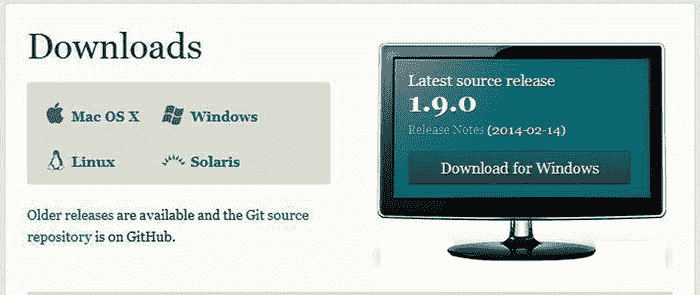 Downloads
Mac OS X
Windows
Linux
Solaris
Older releases are available and the Git source
repository is on GitHub.
Latest source release
1.9.0
Release Notes (2014-02-14)
Download for Windows